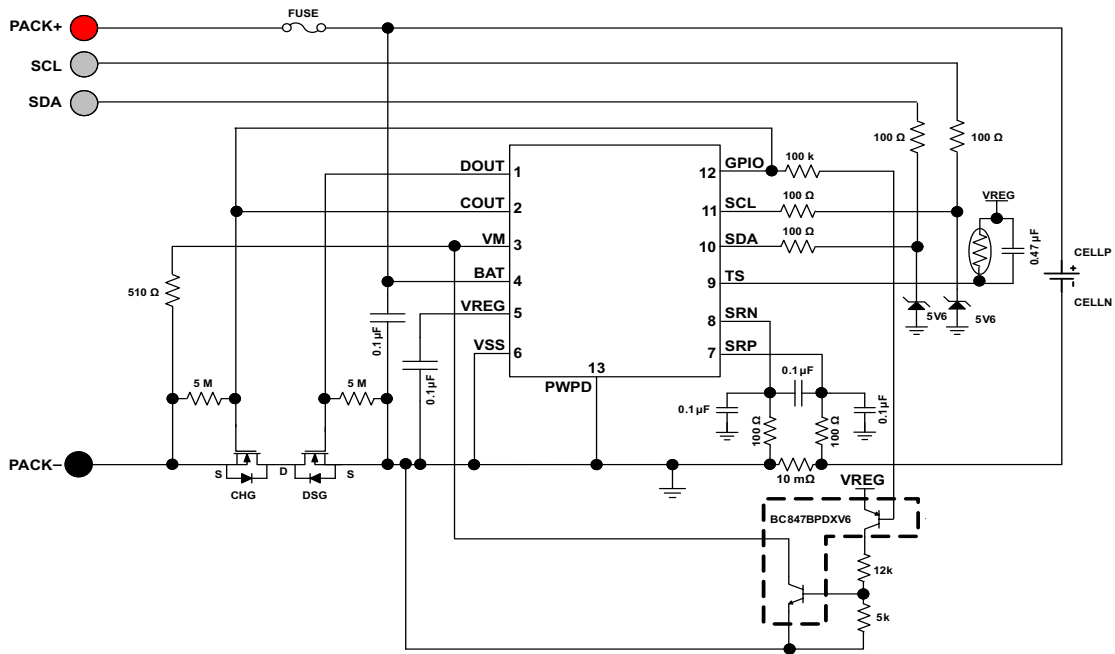 PACK+
FUSE
SCL
SDA
100 Ω
100 Ω
DOUT
1
COUT
2
VM
3
BAT
4
VREG
5
VSS
6
13
PWPD
12
GPIO
100 k
11
SCL
100 Ω
10
SDA
100 Ω
9
TS
8
SRN
7
SRP
VREG
0.47 µF
CELLP
+
-
CELLN
5V6
5V6
510 Ω
0.1 µF
0.1 µF
5 M
5 M
0.1 µF
0.1 µF
0.1 µF
100 Ω
100 Ω
10 mΩ
PACK–
S
D
S
CHG
DSG
VREG
BC847BPDXV6
12k
5k